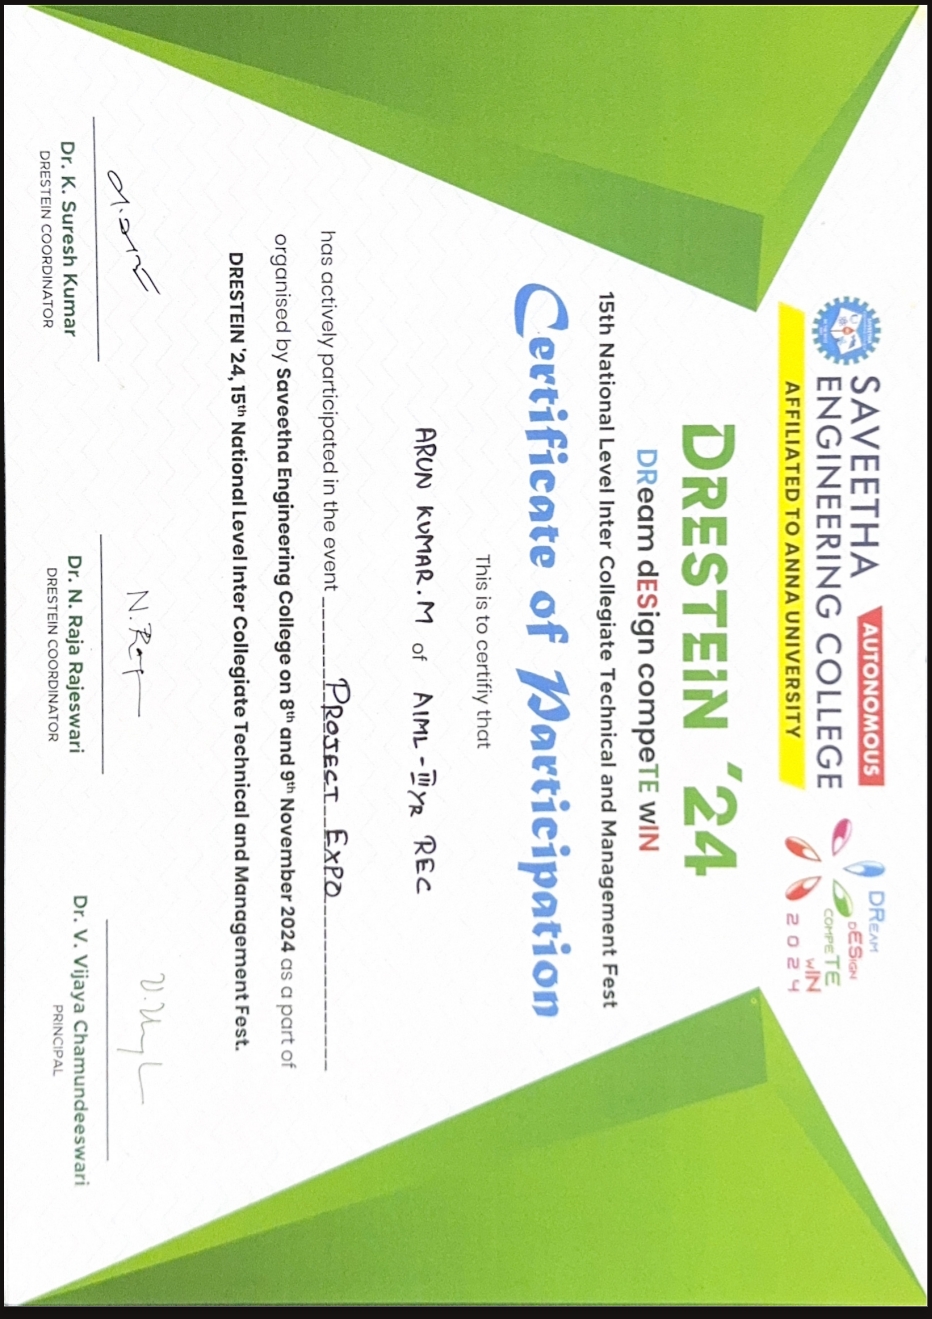 SAVEETHA AUTONOMOUS
ENGINEERING COLLEGE
AFFILIATED TO ANNA UNIVERSITY
DREAM
DESIGN
COMPETE
WIN
2024
DRESTEIN '24
DReam dESign compeTE wIN
15th National Level Inter Collegiate Technical and Management Fest
Certificate of Participation
This is to certifiy that
ARUN KUMAR.M of AIML-III YR REC
has actively participated in the event PROJECT EXPO
organised by Saveetha Engineering College on 8th and 9th November 2024 as a part of
DRESTEIN '24, 15th National Level Inter Collegiate Technical and Management Fest.
N. Raj
Dr. K. Suresh Kumar
DRESTEIN COORDINATOR
Dr. N. Raja Rajeswari
DRESTEIN COORDINATOR
Dr. V. Vijaya Chamundeeswari
PRINCIPAL